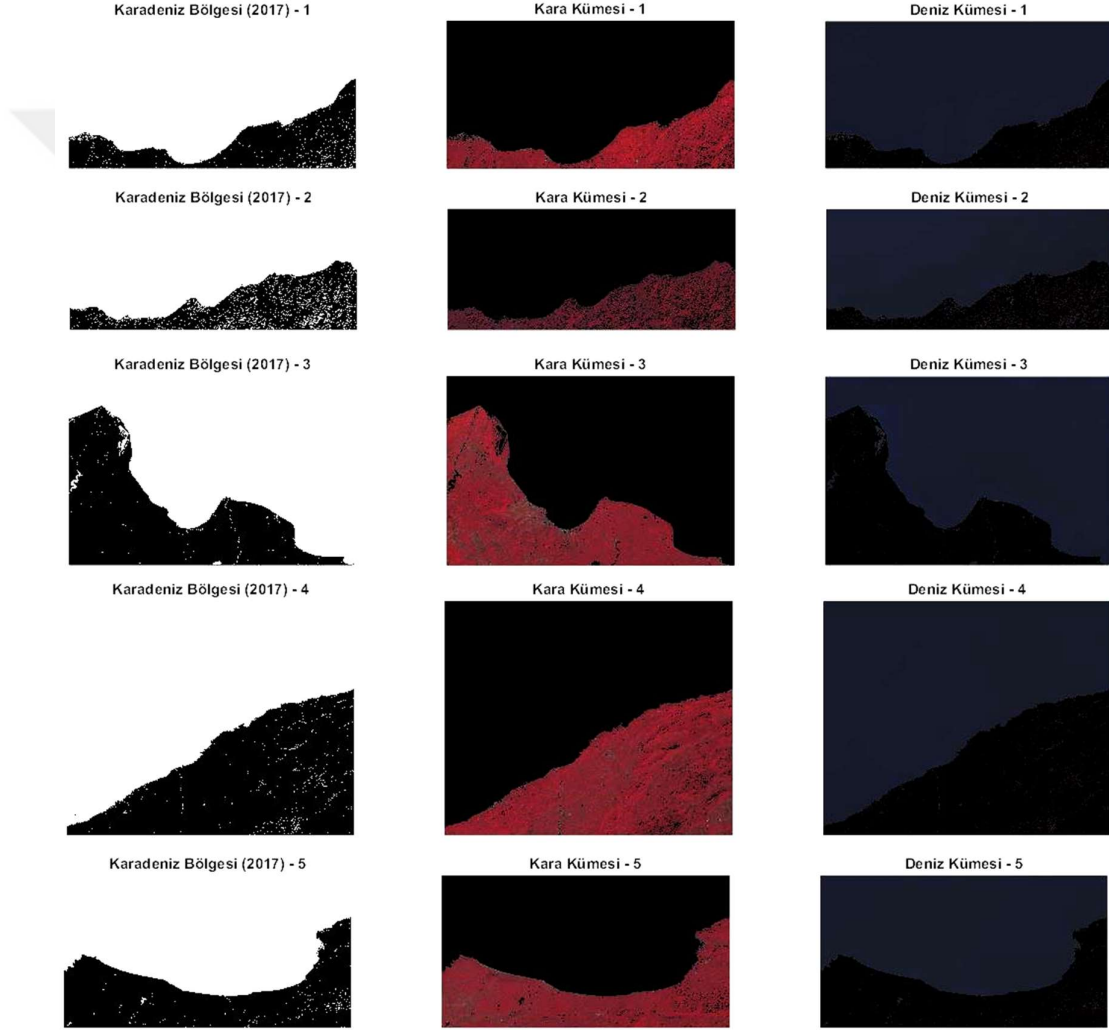 Karadeniz Bölgesi (2017) - 1
Kara Kümesi - 1
Deniz Kümesi - 1
Karadeniz Bölgesi (2017) - 2
Kara Kümesi - 2
Deniz Kümesi - 2
Karadeniz Bölgesi (2017) - 3
Kara Kümesi - 3
Deniz Kümesi - 3
Karadeniz Bölgesi (2017) - 4
Kara Kümesi - 4
Deniz Kümesi - 4
Karadeniz Bölgesi (2017) - 5
Kara Kümesi - 5
Deniz Kümesi - 5